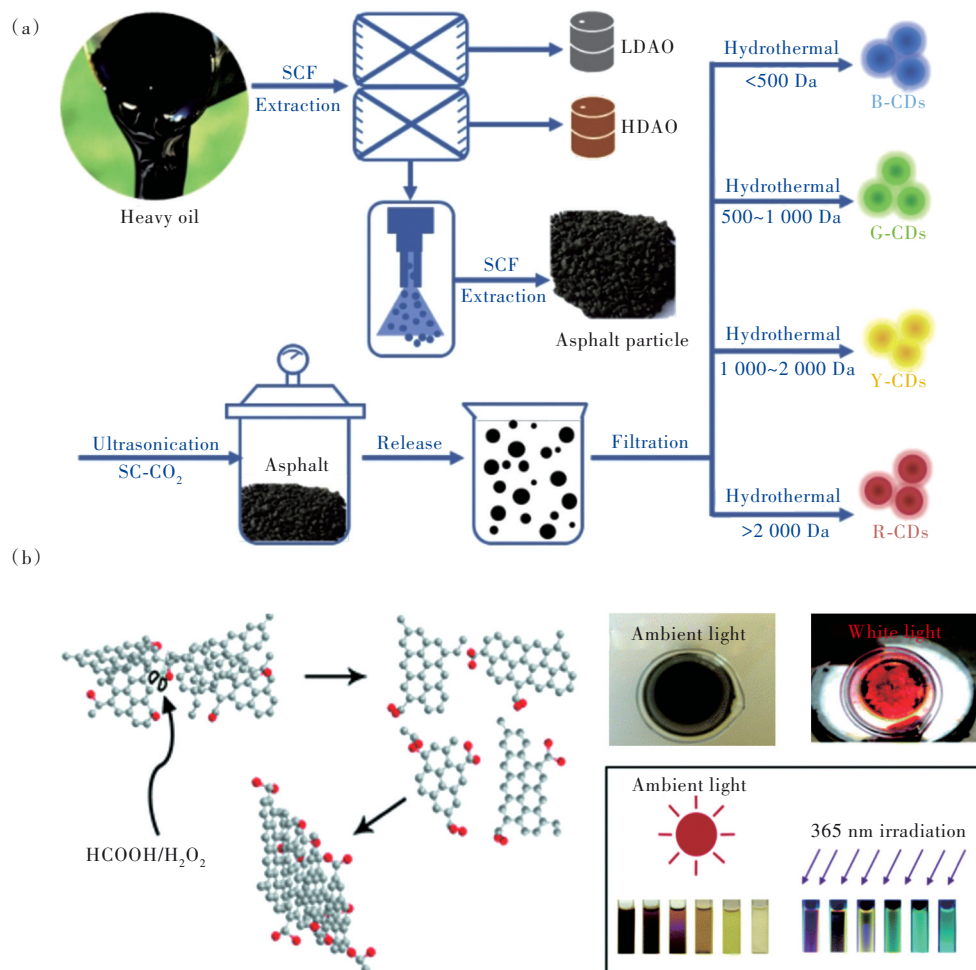 (a)
Heavy oil
SCF
Extraction
LDAO
HDAO
SCF
Extraction
Asphalt particle
Ultrasonication
SC-CO₂
Asphalt
Release
Filtration
Hydrothermal
<500 Da
B-CDs
Hydrothermal
500~1 000 Da
G-CDs
Hydrothermal
1 000~2 000 Da
Y-CDs
Hydrothermal
>2 000 Da
R-CDs
(b)
HCOOH/H₂O₂
Ambient light
White light
Ambient light
365 nm irradiation